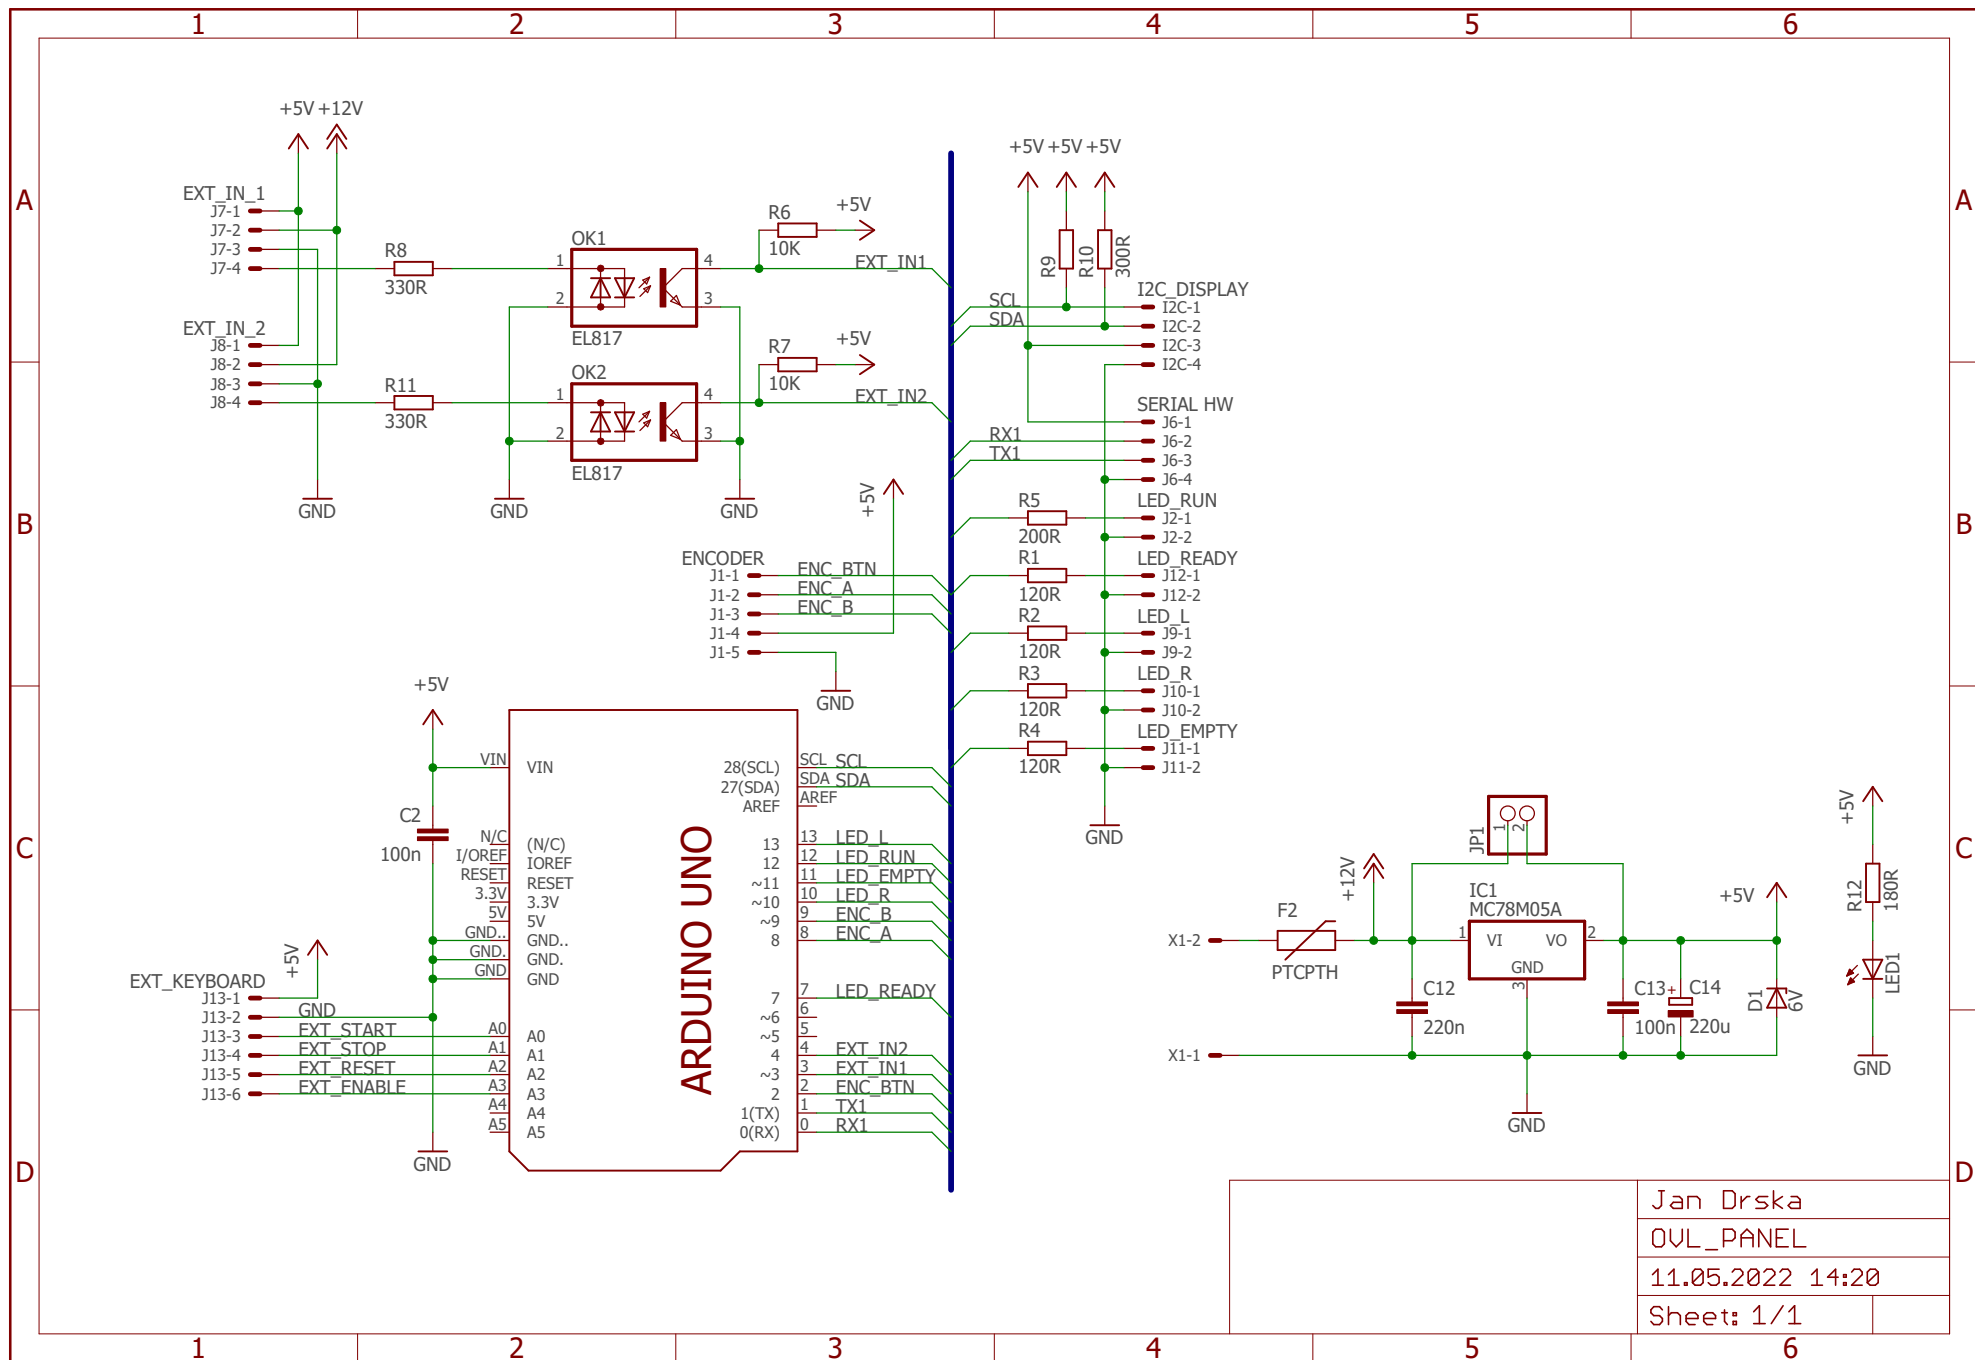 1 2 3 4 5 6
A
B
C
D
A
B
C
D
+5V +12V
EXT_IN_1
J7-1
J7-2
J7-3
J7-4
R8
330R
EXT_IN_2
J8-1
J8-2
J8-3
J8-4
R11
330R
GND
OK1
1
2
4
3
EL817
OK2
1
2
4
3
EL817
GND
GND
R6
10K
+5V
EXT_IN1
R7
10K
+5V
EXT_IN2
+5V
ENCODER
J1-1 ENC_BTN
J1-2 ENC_A
J1-3 ENC_B
J1-4
J1-5
GND
+5V +5V +5V
R9
R10
300R
SCL
SDA
I2C_DISPLAY
I2C-1
I2C-2
I2C-3
I2C-4
SERIAL HW
J6-1
RX1 J6-2
TX1 J6-3
J6-4
R5
200R
LED_RUN
J2-1
J2-2
R1
120R
LED_READY
J12-1
J12-2
R2
120R
LED_L
J9-1
J9-2
R3
120R
LED_R
J10-1
J10-2
R4
120R
LED_EMPTY
J11-1
J11-2
GND
+5V
C2
100n
GND
+5V
EXT_KEYBOARD
J13-1
J13-2 GND
J13-3 EXT_START
J13-4 EXT_STOP
J13-5 EXT_RESET
J13-6 EXT_ENABLE
ARDUINO UNO
VIN VIN
N/C (N/C)
I/OREF IOREF
RESET RESET
3.3V 3.3V
5V 5V
GND.. GND..
GND. GND.
GND GND
A0 A0
A1 A1
A2 A2
A3 A3
A4 A4
A5 A5
28(SCL) SCL SCL
27(SDA) SDA SDA
AREF AREF
13 13 LED_L
12 12 LED_RUN
~11 11 LED_EMPTY
~10 10 LED_R
~9 9 ENC_B
8 8 ENC_A
7 7 LED_READY
~6 6
~5 5
4 4 EXT_IN2
~3 3 EXT_IN1
2 2 ENC_BTN
1(TX) 1 TX1
0(RX) 0 RX1
X1-2
X1-1
F2
PTCPTH
+12V
JP1
1
2
IC1
MC78M05A
1 VI VO 2
GND
3
C12
220n
GND
C13
100n
+
C14
220u
+5V
D1
6V
+5V
R12
180R
LED1
GND
Jan Drska
OVL_PANEL
11.05.2022 14:20
Sheet: 1/1
1 2 3 4 5 6